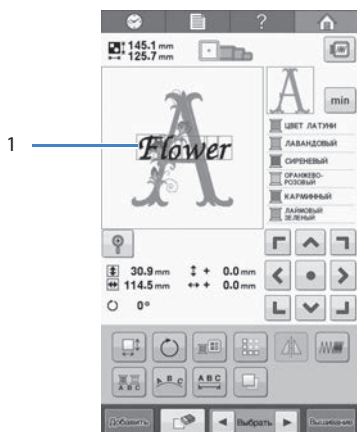 ?
145.1 mm
125.7 mm
A
min
1
A
Flower
ЦВЕТ ЛАТУНИ
ЛАВАНДОВЫЙ
СИРЕНЕВЫЙ
ОРАНЖЕВО-
РОЗОВЫЙ
КАРМИННЫЙ
ЛАЙМОВЫЙ
ЗЕЛЕНЫЙ
30.9 mm + 0.0 mm
114.5 mm + 0.0 mm
0°
A B C
A B C
A B C
Добавить
Выбрать
Вышивание